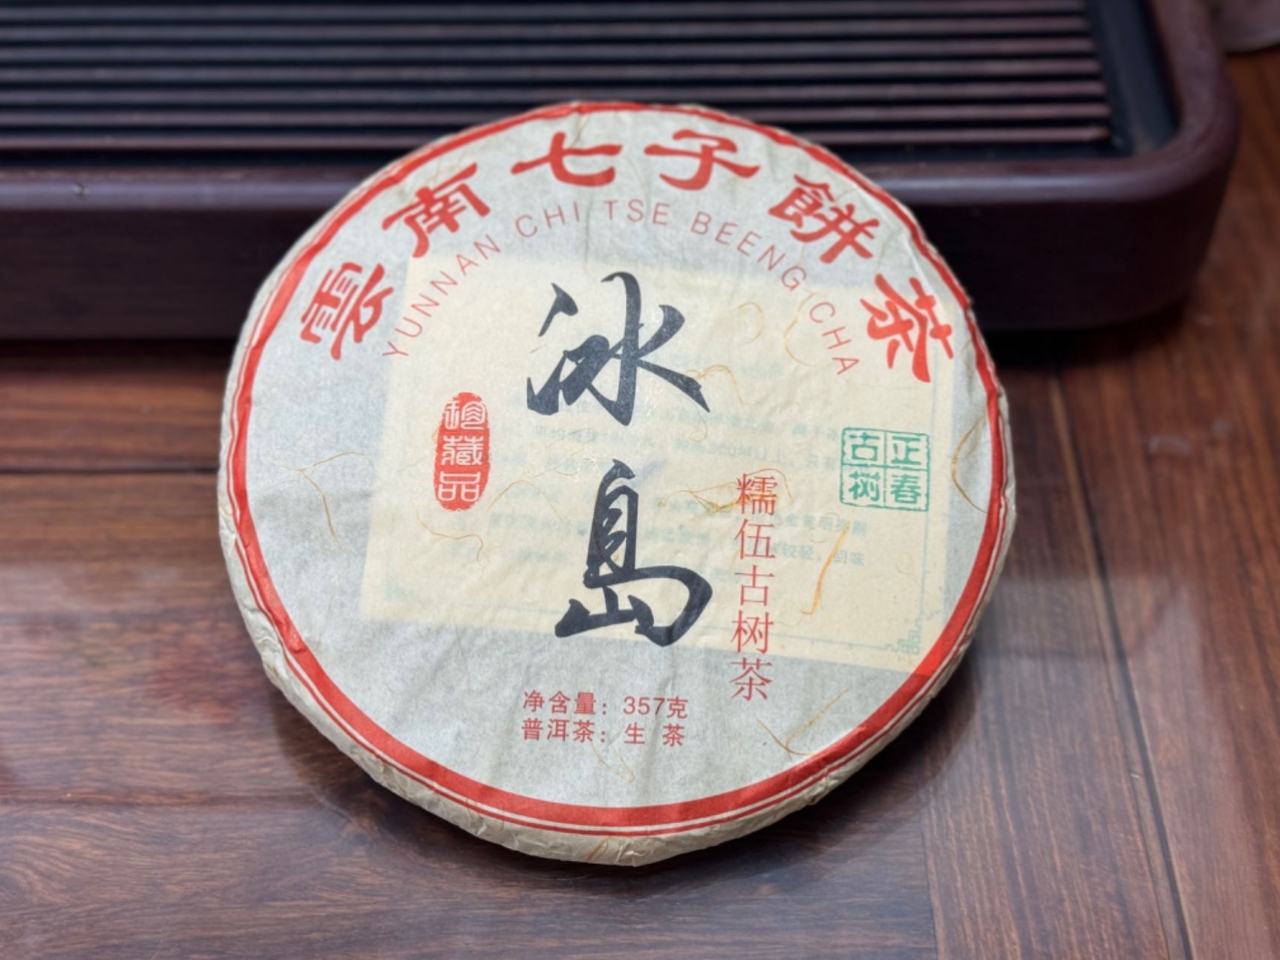 雲南七子餅茶
YUNNAN CHI TSE BEENG CHA
冰島
珍藏品
糯伍古树茶
正春古树
净含量：357克
普洱茶：生 茶